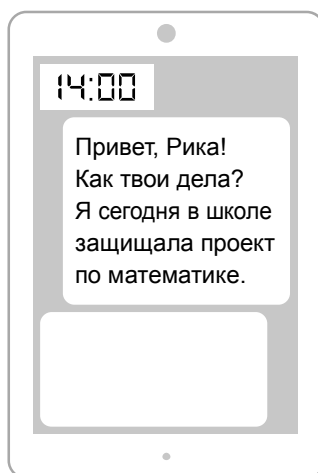 14:00
Привет, Рика!
Как твои дела?
Я сегодня в школе
защищала проект
по математике.